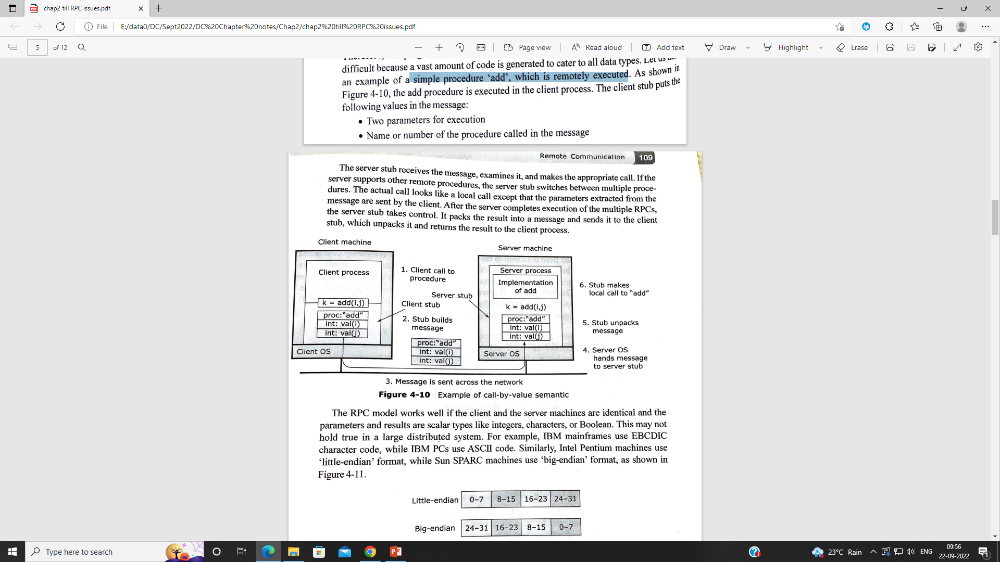 chap2 till RPC issues.pdf
File
E:/data0/DC/Sept2022/DC%20Chapter%20notes/Chap2/chap2%20till%20RPC%20issues.pdf
5
of 12
Page view
Read aloud
Add text
Draw
Highlight
Erase
difficult because a vast amount of code is generated to cater to all data types. Let us
an example of a simple procedure ‘add’, which is remotely executed. As shown in
Figure 4-10, the add procedure is executed in the client process. The client stub puts the
following values in the message:
• Two parameters for execution
• Name or number of the procedure called in the message
Remote Communication 109
The server stub receives the message, examines it, and makes the appropriate call. If the
server supports other remote procedures, the server stub switches between multiple proce-
dures. The actual call looks like a local call except that the parameters extracted from the
message are sent by the client. After the server completes execution of the multiple RPCs,
the server stub takes control. It packs the result into a message and sends it to the client
stub, which unpacks it and returns the result to the client process.
Client machine
Client process
k = add(i,j)
proc:“add”
int: val(i)
int: val(j)
Client OS
1. Client call to
procedure
Server stub
Client stub
2. Stub builds
message
proc:“add”
int: val(i)
int: val(j)
Server machine
Server process
Implementation
of add
k = add(i,j)
proc:“add”
int: val(i)
int: val(j)
Server OS
6. Stub makes
local call to “add”
5. Stub unpacks
message
4. Server OS
hands message
to server stub
3. Message is sent across the network
Figure 4-10 Example of call-by-value semantic
The RPC model works well if the client and the server machines are identical and the
parameters and results are scalar types like integers, characters, or Boolean. This may not
hold true in a large distributed system. For example, IBM mainframes use EBCDIC
character code, while IBM PCs use ASCII code. Similarly, Intel Pentium machines use
‘little-endian’ format, while Sun SPARC machines use ‘big-endian’ format, as shown in
Figure 4-11.
Little-endian 0–7 8–15 16–23 24–31
Big-endian 24–31 16–23 8–15 0–7
Type here to search
23°C Rain
ENG
09:56
22-09-2022
1